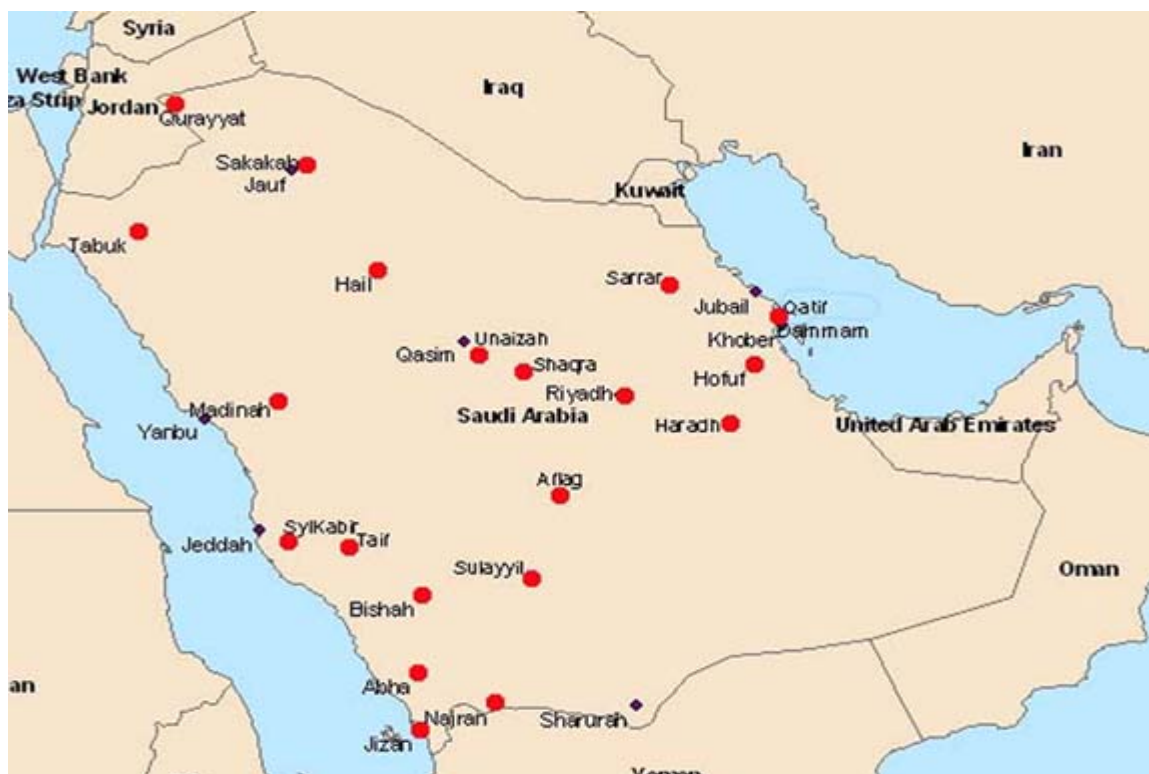 Syria
West Bank
za Strip
Jordan
Iraq
Qurayyat
Iran
Sakakah
Jauf
Kuwait
Tabuk
Hail
Sarrar
Jubail
Qatif
Dammam
Khober
Unaizah
Qasim
Shaqra
Hofuf
Riyadh
Madinah
Saudi Arabia
Haradh
United Arab Emirates
Yanbu
Aflag
SylKabir
Taif
Jeddah
Sulayyil
Oman
Bishah
Abha
an
Najran
Sharurah
Jizan
Yemen